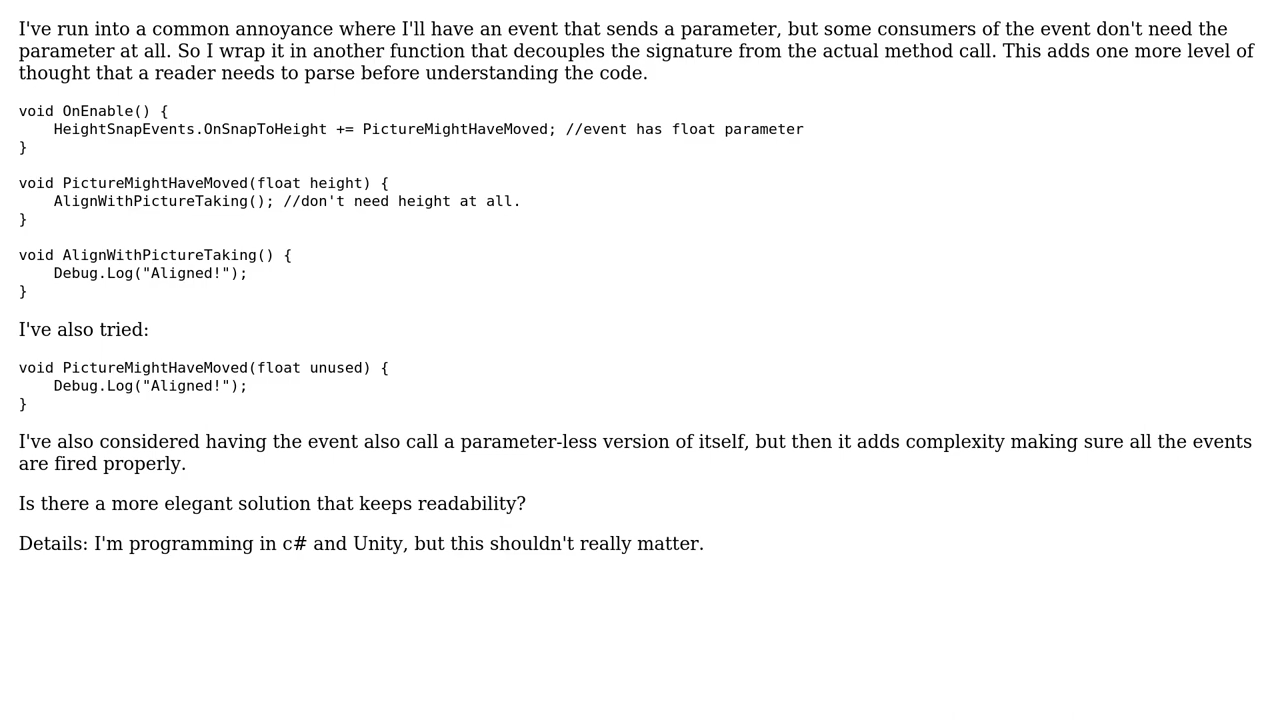 I've run into a common annoyance where I'll have an event that sends a parameter, but some consumers of the event don't need the
parameter at all. So I wrap it in another function that decouples the signature from the actual method call. This adds one more level of
thought that a reader needs to parse before understanding the code.
void OnEnable() {
    HeightSnapEvents.OnSnapToHeight += PictureMightHaveMoved; //event has float parameter
}
void PictureMightHaveMoved(float height) {
    AlignWithPictureTaking(); //don't need height at all.
}
void AlignWithPictureTaking() {
    Debug.Log("Aligned!");
}
I've also tried:
void PictureMightHaveMoved(float unused) {
    Debug.Log("Aligned!");
}
I've also considered having the event also call a parameter-less version of itself, but then it adds complexity making sure all the events
are fired properly.
Is there a more elegant solution that keeps readability?
Details: I'm programming in c# and Unity, but this shouldn't really matter.